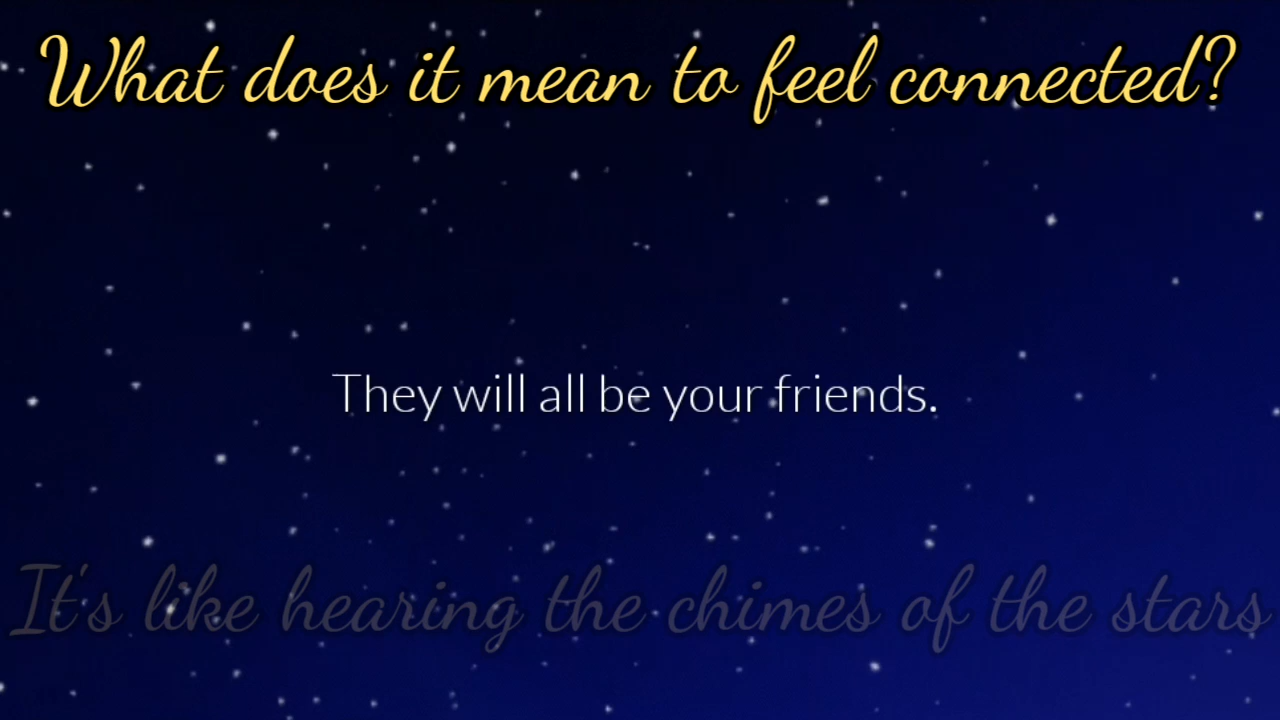 What does it mean to feel connected?
They will all be your friends.
It's like hearing the chimes of the stars